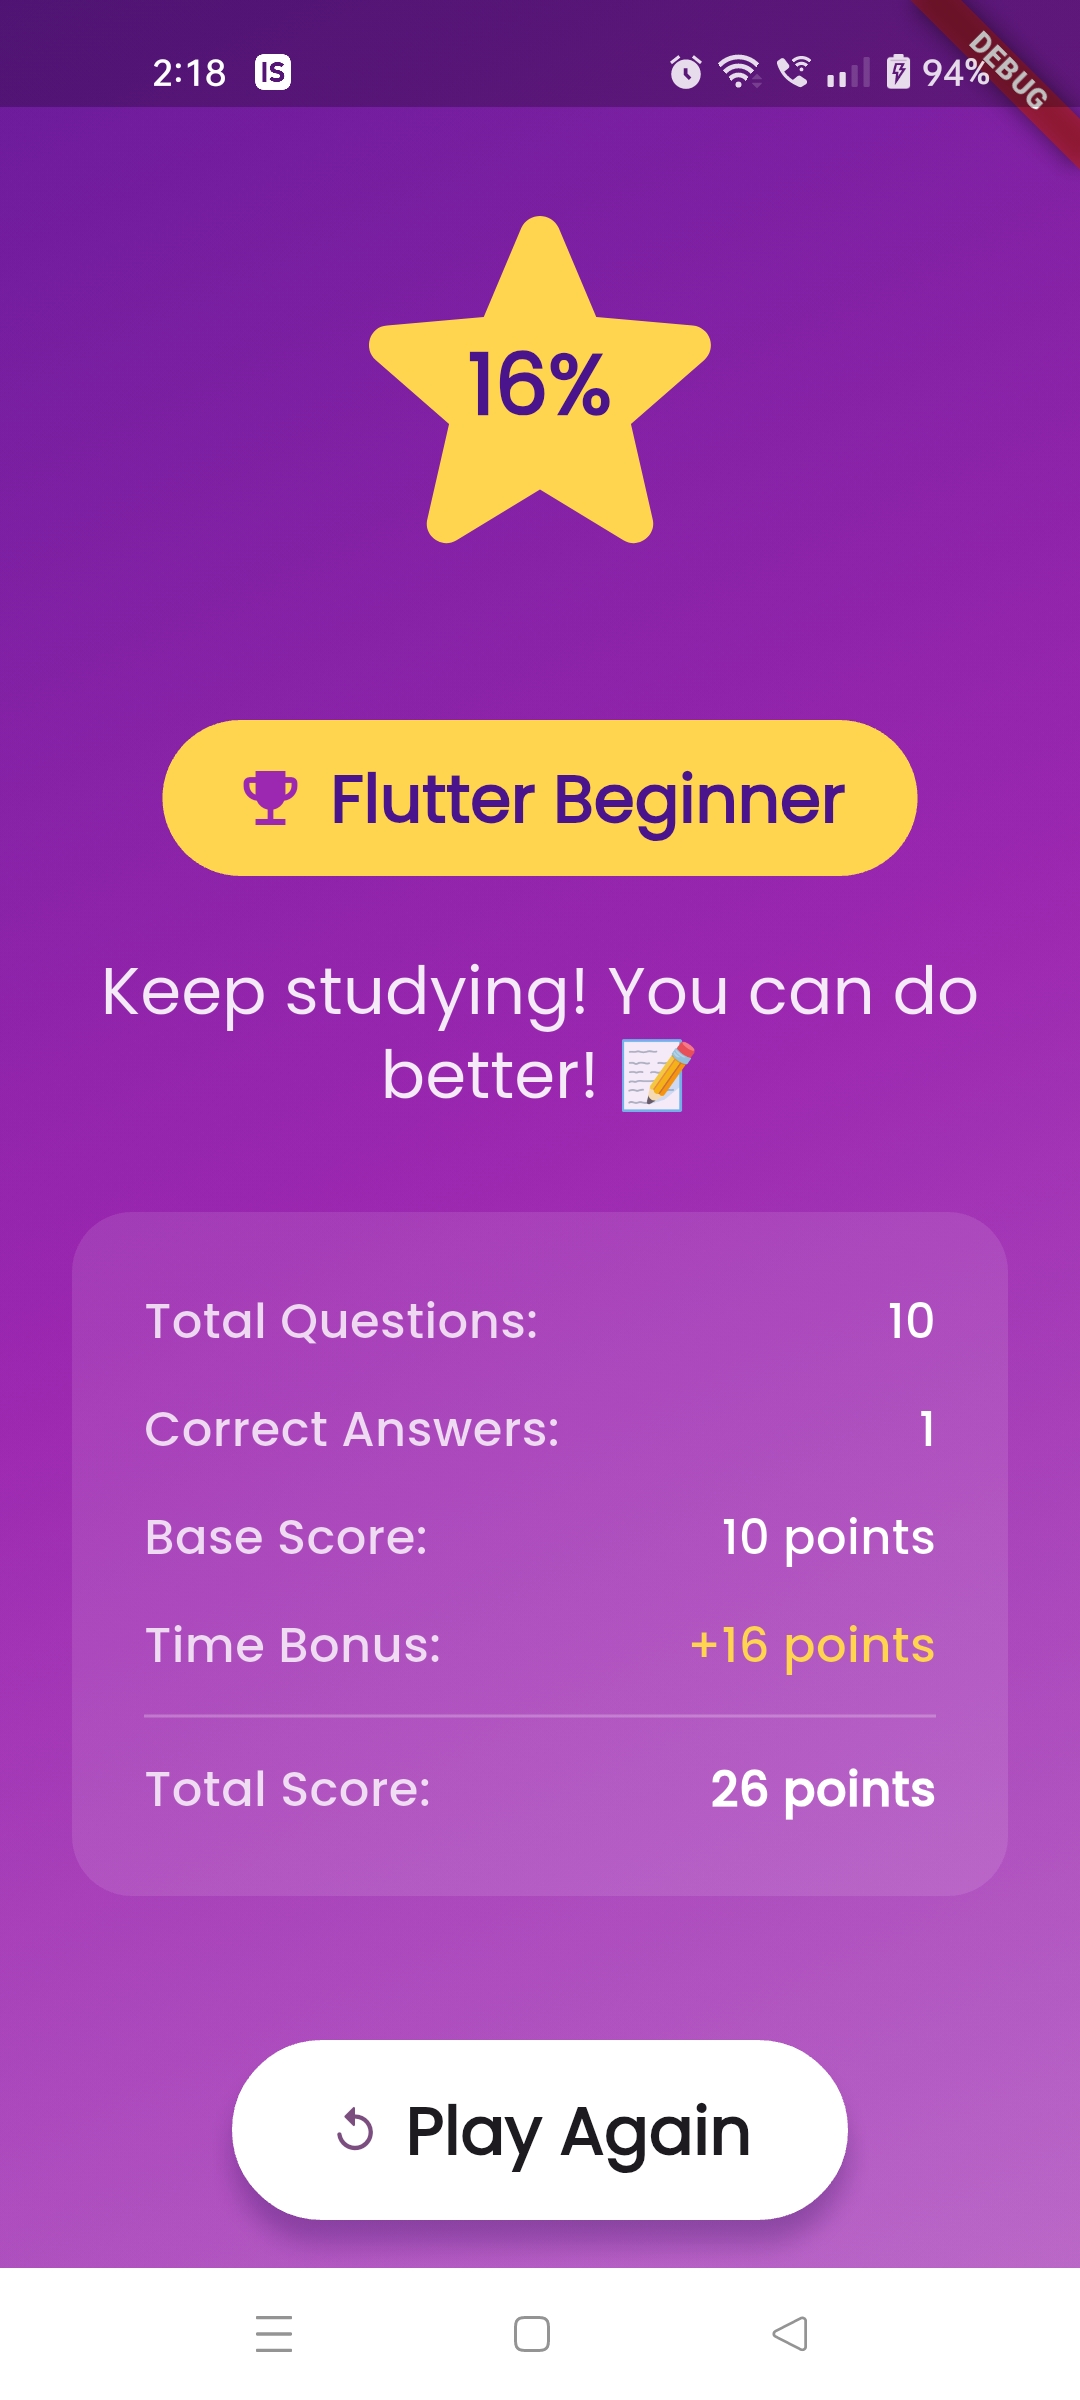 2:18 IS 94%
DEBUG
16%
Flutter Beginner
Keep studying! You can do
better! 📝
Total Questions: 10
Correct Answers: 1
Base Score: 10 points
Time Bonus: +16 points
Total Score: 26 points
Play Again